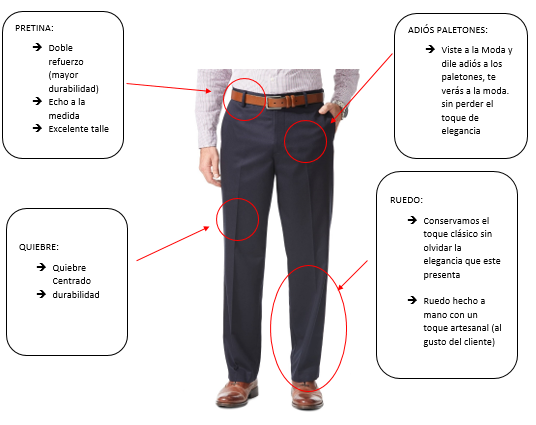 PRETINA:
➔ Doble
refuerzo
(mayor
durabilidad)
➔ Echo a la
medida
➔ Excelente talle
ADIÓS PALETONES:
➔ Viste a la Moda y
dile adiós a los
paletones, te
verás a la moda.
sin perder el
toque de
elegancia
QUIEBRE:
➔ Quiebre
Centrado
➔ durabilidad
RUEDO:
➔ Conservamos el
toque clásico sin
olvidar la
elegancia que este
presenta
➔ Ruedo hecho a
mano con un
toque artesanal (al
gusto del cliente)